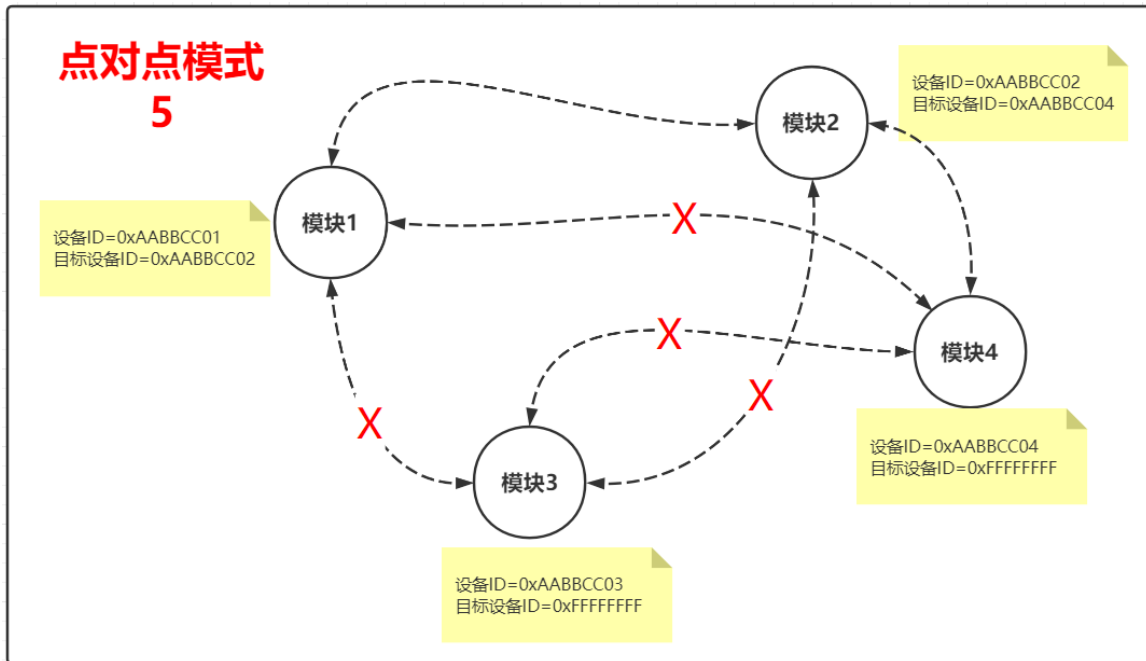 点对点模式
5
设备ID=0xAABBCC02
目标设备ID=0xAABBCC04
模块2
模块1
X
设备ID=0xAABBCC01
目标设备ID=0xAABBCC02
X
模块4
X
X
设备ID=0xAABBCC04
目标设备ID=0xFFFFFFFF
模块3
设备ID=0xAABBCC03
目标设备ID=0xFFFFFFFF